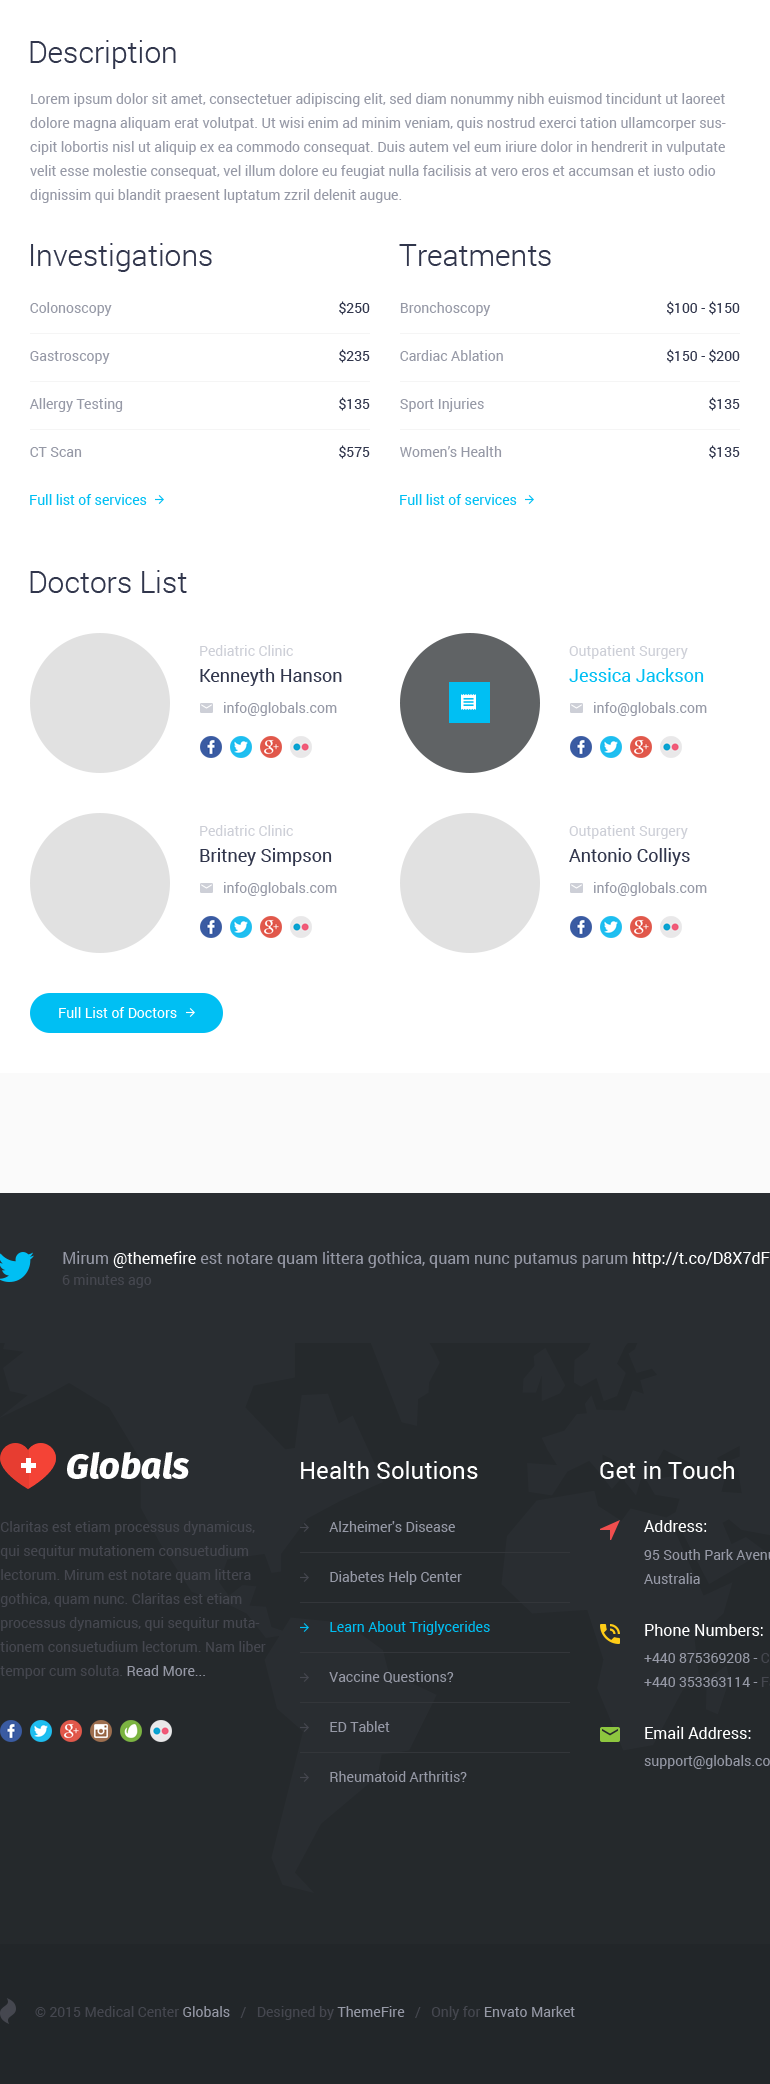 Description
Lorem ipsum dolor sit amet, consectetuer adipiscing elit, sed diam nonummy nibh euismod tincidunt ut laoreet
dolore magna aliquam erat volutpat. Ut wisi enim ad minim veniam, quis nostrud exerci tation ullamcorper sus-
cipit lobortis nisl ut aliquip ex ea commodo consequat. Duis autem vel eum iriure dolor in hendrerit in vulputate
velit esse molestie consequat, vel illum dolore eu feugiat nulla facilisis at vero eros et accumsan et iusto odio
dignissim qui blandit praesent luptatum zzril delenit augue.
Investigations
Colonoscopy $250
Gastroscopy $235
Allergy Testing $135
CT Scan $575
Full list of services
Treatments
Bronchoscopy $100 - $150
Cardiac Ablation $150 - $200
Sport Injuries $135
Women's Health $135
Full list of services
Doctors List
Pediatric Clinic
Kenneyth Hanson
info@globals.com
Outpatient Surgery
Jessica Jackson
info@globals.com
Pediatric Clinic
Britney Simpson
info@globals.com
Outpatient Surgery
Antonio Colliys
info@globals.com
Full List of Doctors
Mirum @themefire est notare quam littera gothica, quam nunc putamus parum http://t.co/D8X7dF
6 minutes ago
Globals
Claritas est etiam processus dynamicus,
qui sequitur mutationem consuetudium
lectorum. Mirum est notare quam littera
gothica, quam nunc. Claritas est etiam
processus dynamicus, qui sequitur muta-
tionem consuetudium lectorum. Nam liber
tempor cum soluta. Read More...
Health Solutions
Alzheimer's Disease
Diabetes Help Center
Learn About Triglycerides
Vaccine Questions?
ED Tablet
Rheumatoid Arthritis?
Get in Touch
Address:
95 South Park Avenu
Australia
Phone Numbers:
+440 875369208 - C
+440 353363114 - F
Email Address:
support@globals.co
© 2015 Medical Center Globals / Designed by ThemeFire / Only for Envato Market